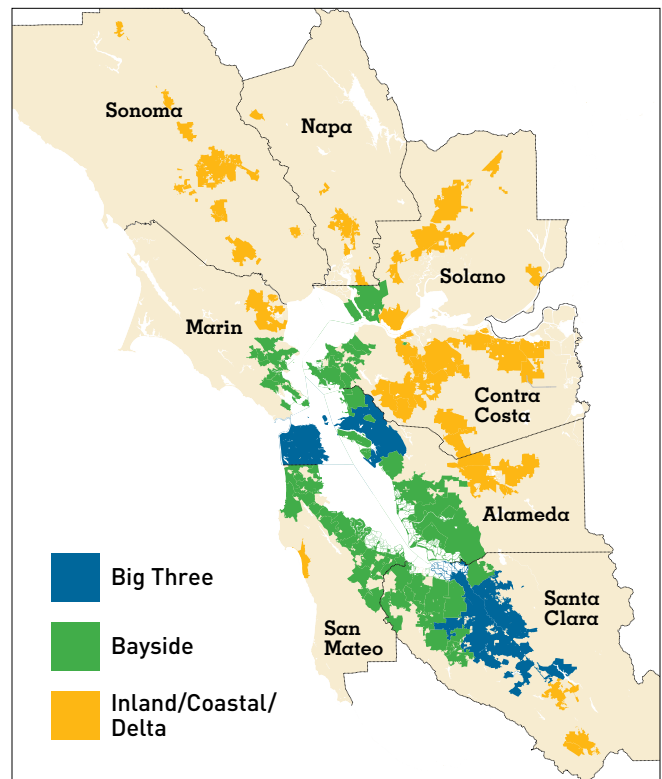 Sonoma
Napa
Solano
Marin
Contra
Costa
Alameda
Santa
Clara
San
Mateo
Big Three
Bayside
Inland/Coastal/
Delta